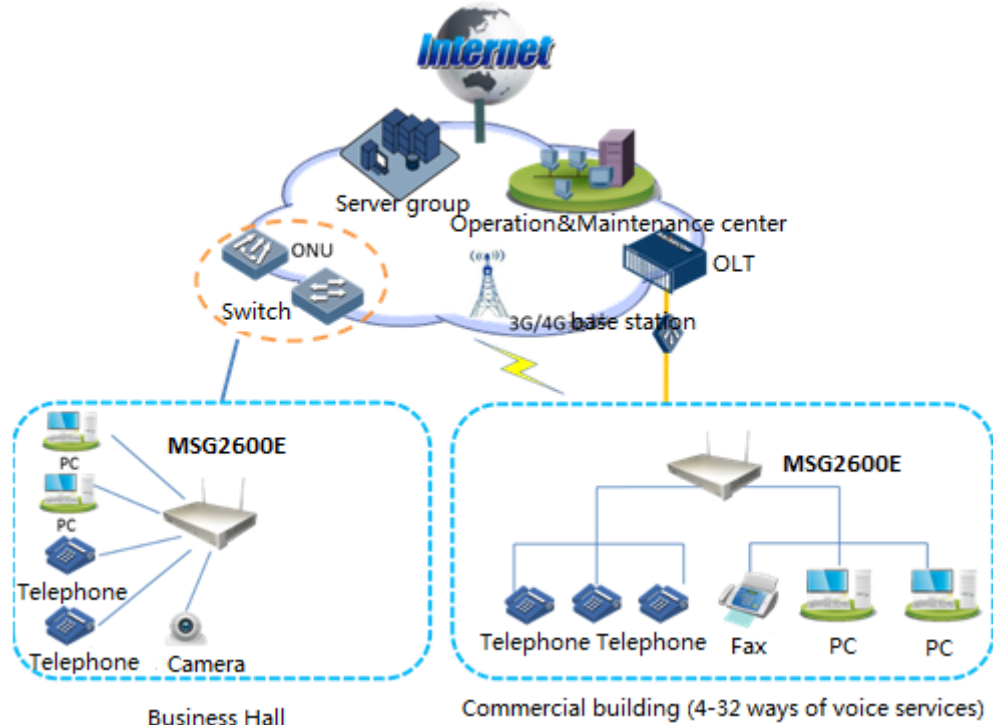 Internet
Server group
Operation&Maintenance center
ONU
OLT
Switch
3G/4G base station
PC
MSG2600E
PC
Telephone
Telephone
Camera
Business Hall
MSG2600E
Telephone
Telephone
Fax
PC
PC
Commercial building (4-32 ways of voice services)